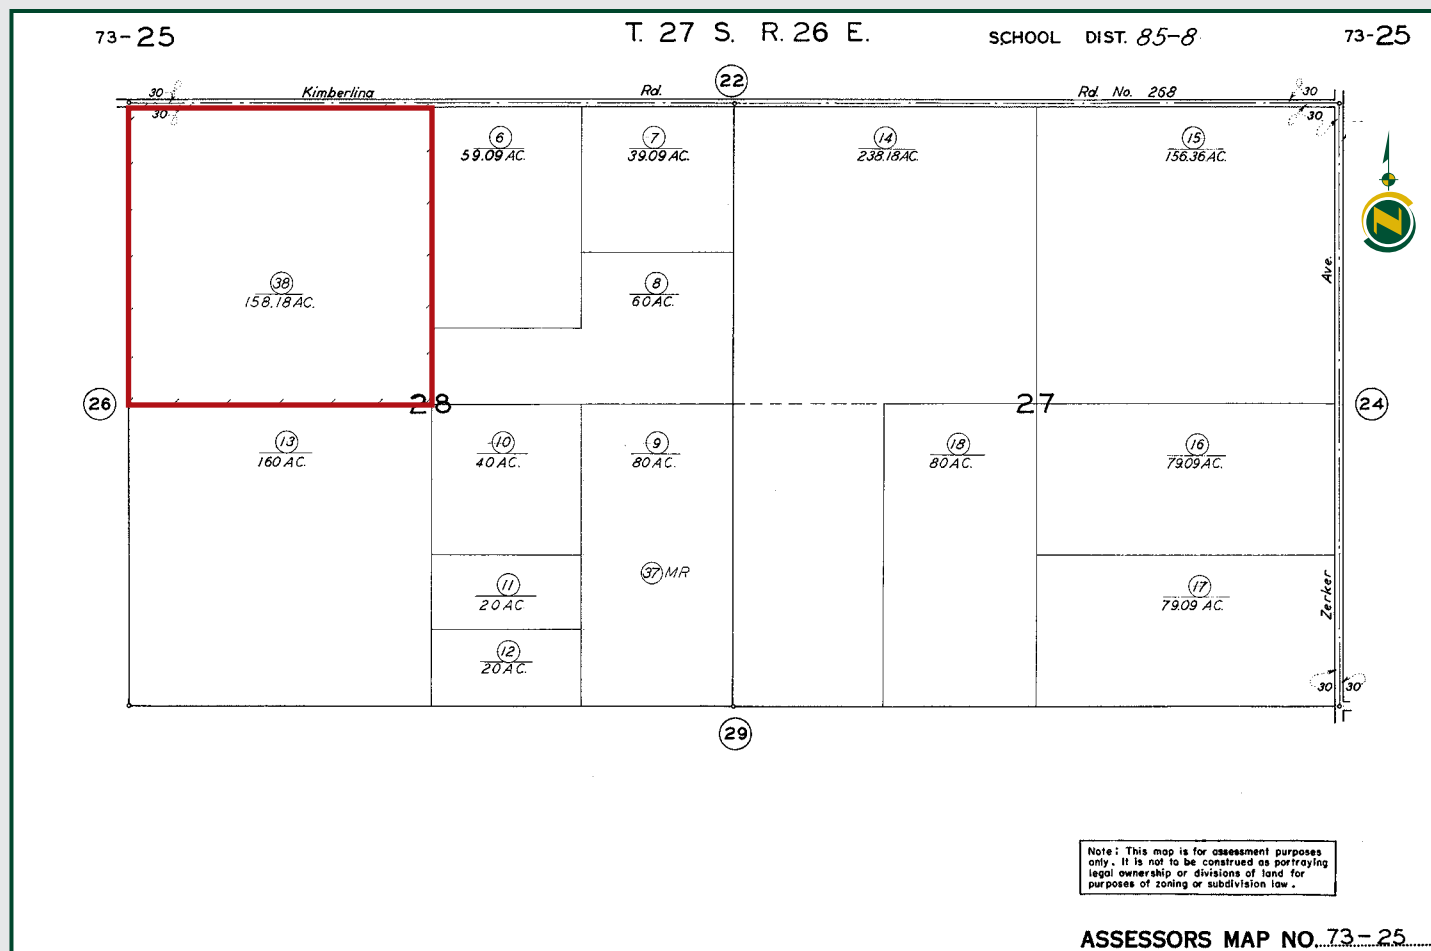 73-25
T. 27 S. R. 26 E.
SCHOOL DIST. 85-8
73-25
22
30
Kimberlina
Rd.
Rd. No. 268
30
30
30
6
59.09 AC.
7
39.09 AC.
14
238.18 AC.
15
156.36 AC.
N
Ave.
38
158.18 AC.
8
60 AC.
26
28
27
24
13
160 AC.
10
40 AC.
9
80 AC.
18
80 AC.
16
79.09 AC.
37 MR
11
20 AC.
17
79.09 AC.
Zerker
12
20 AC.
30
30
29
Note: This map is for assessment purposes
only. It is not to be construed as portraying
legal ownership or divisions of land for
purposes of zoning or subdivision law.
ASSESSORS MAP NO. 73-25